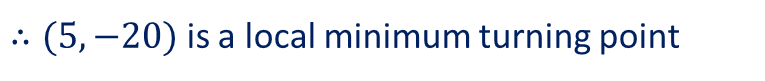 ∴ (5, −20) is a local minimum turning point